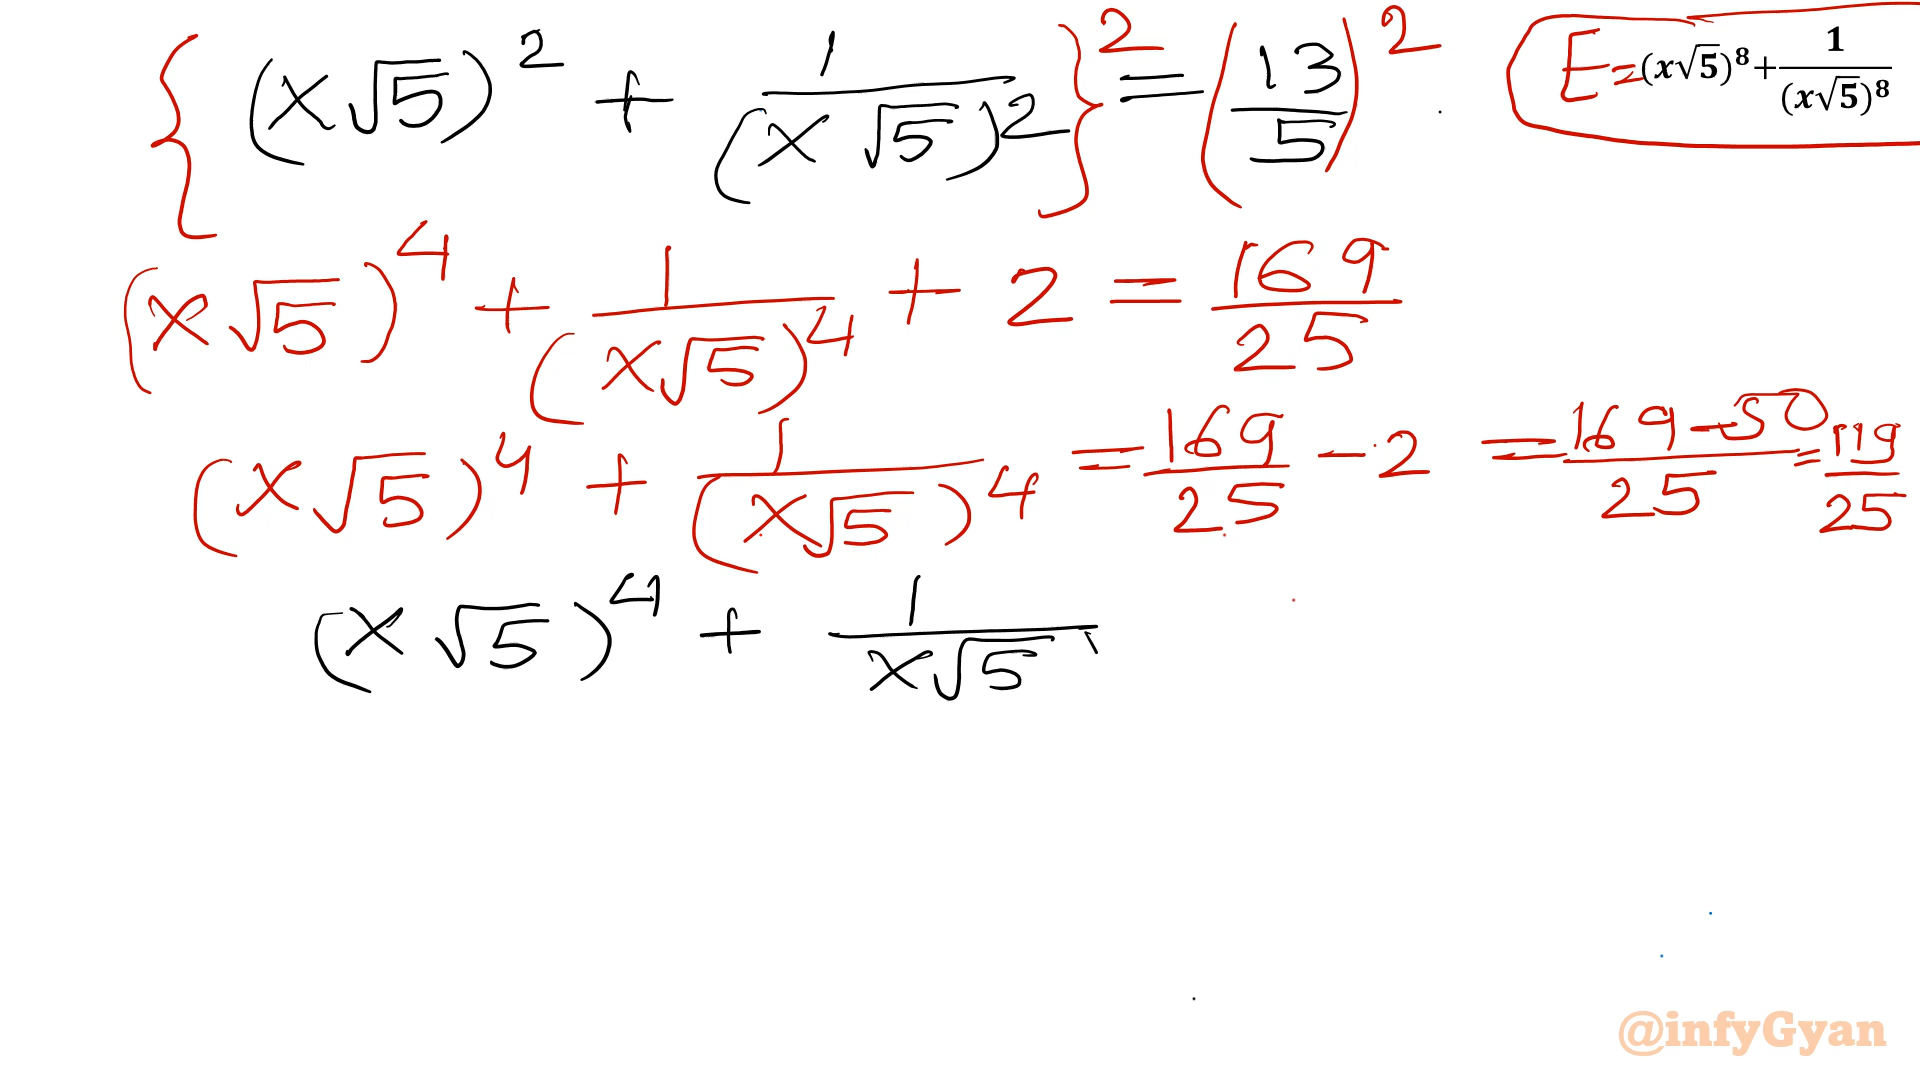 {(x√5)² + 1/(x√5)²}² = (13/5)²
E = (x√5)⁸ + 1/(x√5)⁸
(x√5)⁴ + 1/(x√5)⁴ + 2 = 169/25
(x√5)⁴ + 1/(x√5)⁴ = 169/25 - 2 = 169-50/25 = 119/25
(x√5)⁴ + 1/x√5
@infyGyan